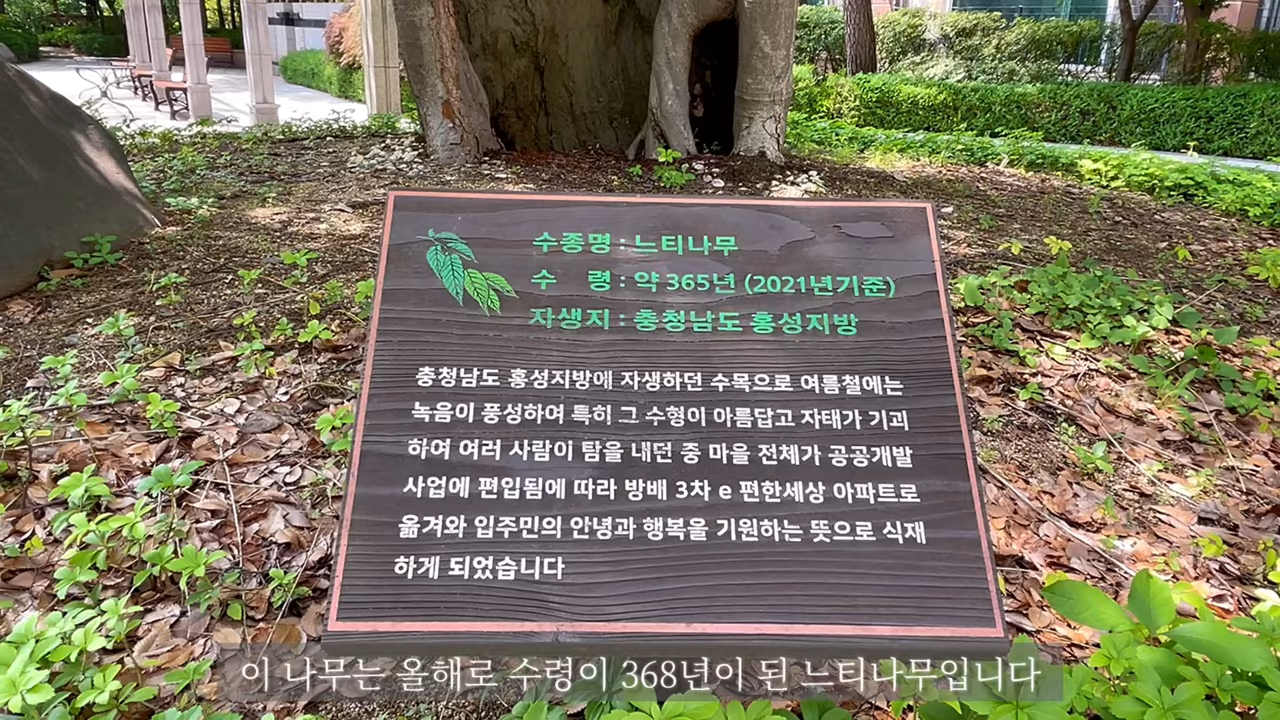 수종명 : 느티나무
수 령 : 약 365년 (2021년기준)
자생지 : 충청남도 홍성지방
충청남도 홍성지방에 자생하던 수목으로 여름철에는
녹음이 풍성하여 특히 그 수형이 아름답고 자태가 기괴
하여 여러 사람이 탐을 내던 중 마을 전체가 공공개발
사업에 편입됨에 따라 방배 3차 e 편한세상 아파트로
옮겨와 입주민의 안녕과 행복을 기원하는 뜻으로 식재
하게 되었습니다
이 나무는 올해로 수령이 368년이 된 느티나무입니다